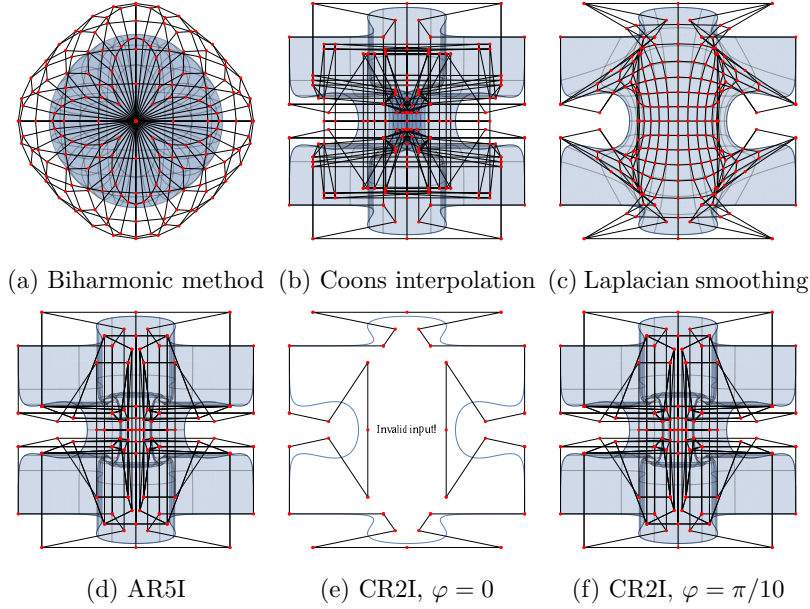 (a) Biharmonic method (b) Coons interpolation (c) Laplacian smoothing
Invalid input!
(d) AR5I (e) CR2I, φ = 0 (f) CR2I, φ = π/10